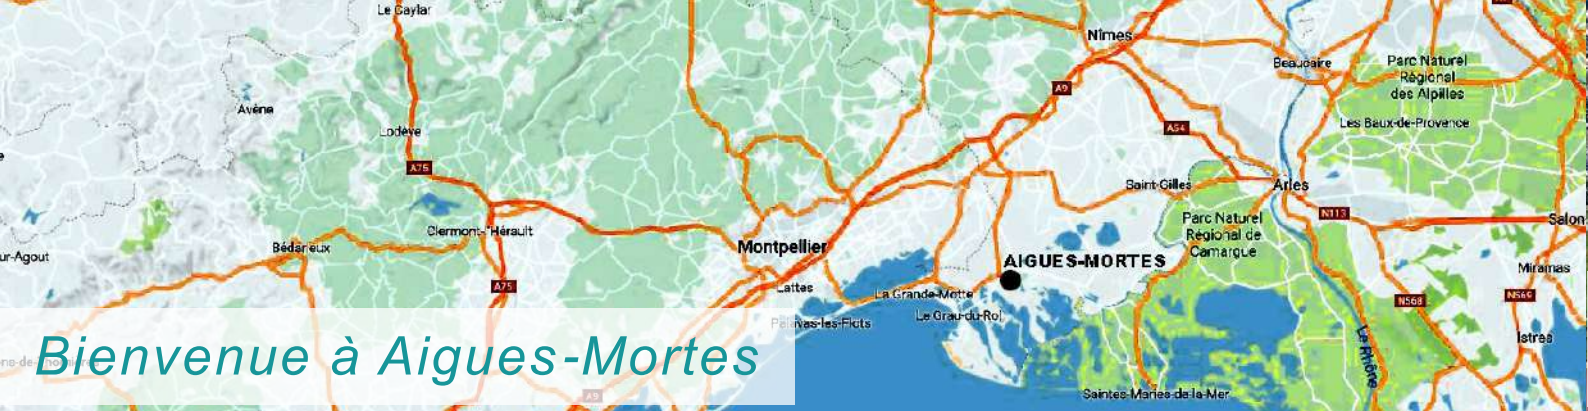 Le Caylar
Nîmes
Beaucaire
Parc Naturel
Régional
des Alpilles
A9
Avène
Les Baux-de-Provence
Lodève
A54
A75
Saint-Gilles
Arles
N113
Parc Naturel
Régional de
Camargue
Salon
Clermont-l'Hérault
Bédarieux
Montpellier
ur-Agout
AIGUES-MORTES
Miramas
A75
Lattes
La Grande-Motte
N568
N569
Le Grau-du-Roi
Palavas-les-Flots
Istres
Le Rhône
Bienvenue à Aigues-Mortes
Saintes-Maries-de-la-Mer
A9